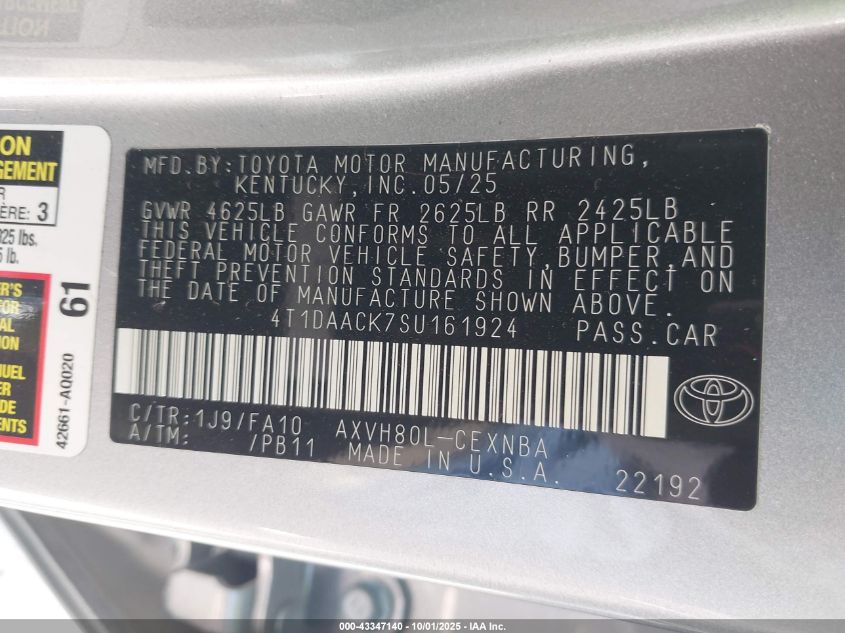 ON
GEMENT
R
ÈRE: 3
825 lbs.
5 lb.
61
42661-AQ020
MFD.BY:TOYOTA MOTOR MANUFACTURING,
KENTUCKY,INC.05/25
GVWR 4625LB GAWR FR 2625LB RR 2425LB
THIS VEHICLE CONFORMS TO ALL APPLICABLE
FEDERAL MOTOR VEHICLE SAFETY,BUMPER,AND
THEFT PREVENTION STANDARDS IN EFFECT ON
THE DATE OF MANUFACTURE SHOWN ABOVE.
4T1DAACK7SU161924 PASS.CAR
C/TR:1J9/FA10 AXVH80L-CEXNBA
A/TM: /PB11 MADE IN U.S.A.
22192
000-43347140 - 10/01/2025 - IAA Inc.